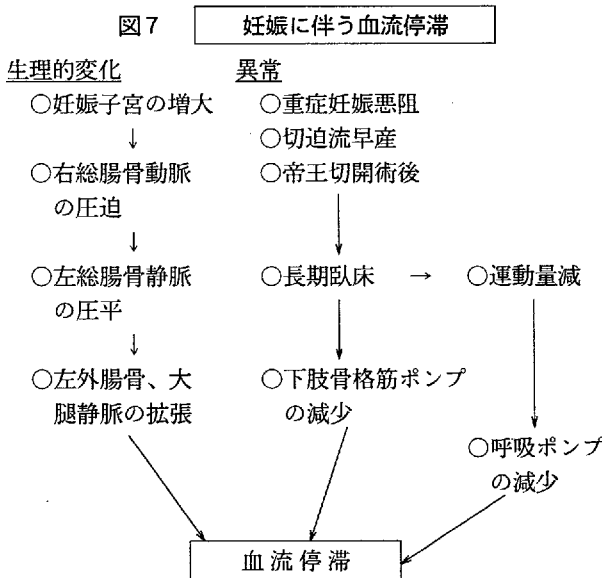 図7 妊娠に伴う血流停滞
生理的変化
○妊娠子宮の増大
↓
○右総腸骨動脈
の圧迫
↓
○左総腸骨静脈
の圧平
↓
○左外腸骨、大
腿静脈の拡張
異常
○重症妊娠悪阻
○切迫流早産
○帝王切開術後
○長期臥床 → ○運動量減
○下肢骨格筋ポンプ
の減少
○呼吸ポンプ
の減少
血流停滞